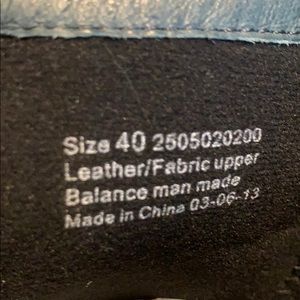 Size 40 2505020200
Leather/Fabric upper
Balance man made
Made in China 03-06-13